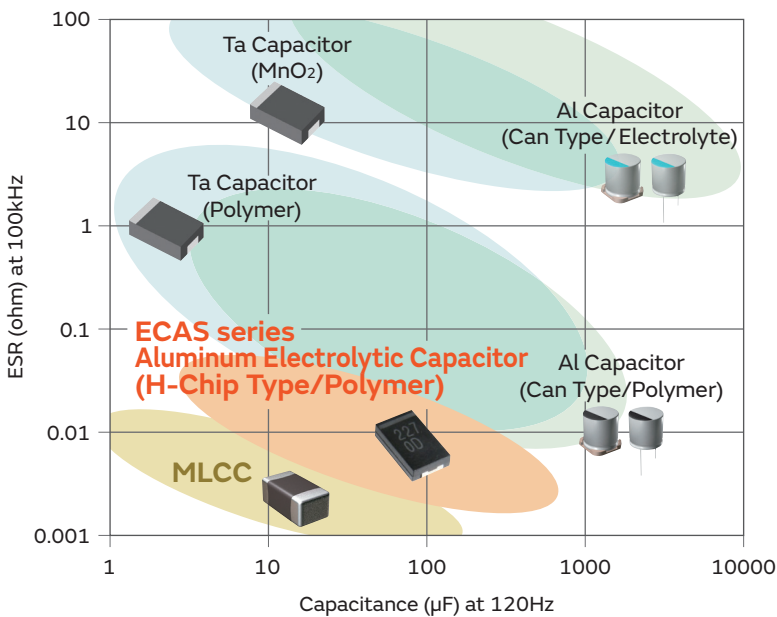 100
10
1
0.1
0.01
0.001
ESR (ohm) at 100kHz
Ta Capacitor
(MnO₂)
Al Capacitor
(Can Type/Electrolyte)
Ta Capacitor
(Polymer)
ECAS series
Aluminum Electrolytic Capacitor
(H-Chip Type/Polymer)
Al Capacitor
(Can Type/Polymer)
227
0D
MLCC
1
10
100
1000
10000
Capacitance (µF) at 120Hz